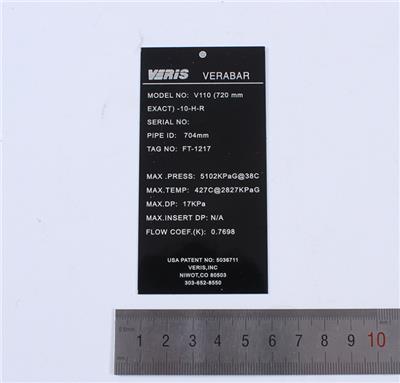 VERIS VERABAR
MODEL NO: V110 (720 mm
EXACT) -10-H-R
SERIAL NO:
PIPE ID: 704mm
TAG NO: FT-1217
MAX .PRESS: 5102KPaG@38C
MAX.TEMP: 427C@2827KPaG
MAX.DP: 17KPa
MAX.INSERT DP: N/A
FLOW COEF.(K): 0.7698
USA PATENT NO: 5036711
VERIS,INC
NIWOT,CO 80503
303-652-8550
1 2 3 4 5 6 7 8 9 10